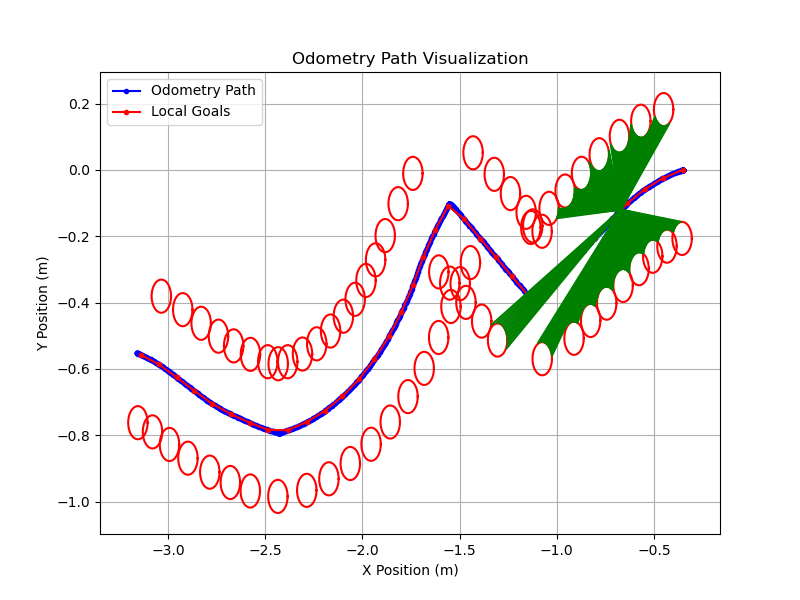 Odometry Path Visualization
Odometry Path
Local Goals
Y Position (m)
0.2
0.0
−0.2
−0.4
−0.6
−0.8
−1.0
−3.0 −2.5 −2.0 −1.5 −1.0 −0.5
X Position (m)